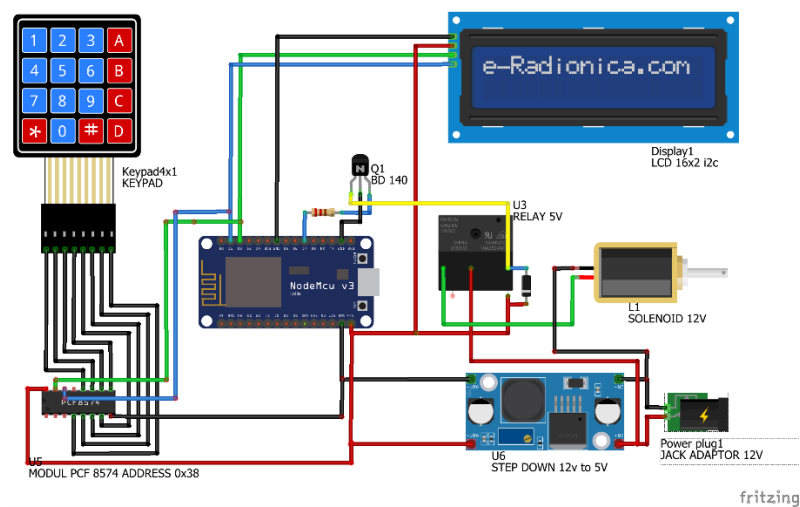 1 2 3 A
4 5 6 B
7 8 9 C
* 0 # D
Keypad4x1
KEYPAD
e-Radionica.com
Display1
LCD 16x2 i2c
Q1
BD 140
N
U3
RELAY 5V
NodeMcu v3
L1
SOLENOID 12V
PCF8574
U5
MODUL PCF 8574 ADDRESS 0x38
U6
STEP DOWN 12v to 5V
Power plug1
JACK ADAPTOR 12V
fritzing